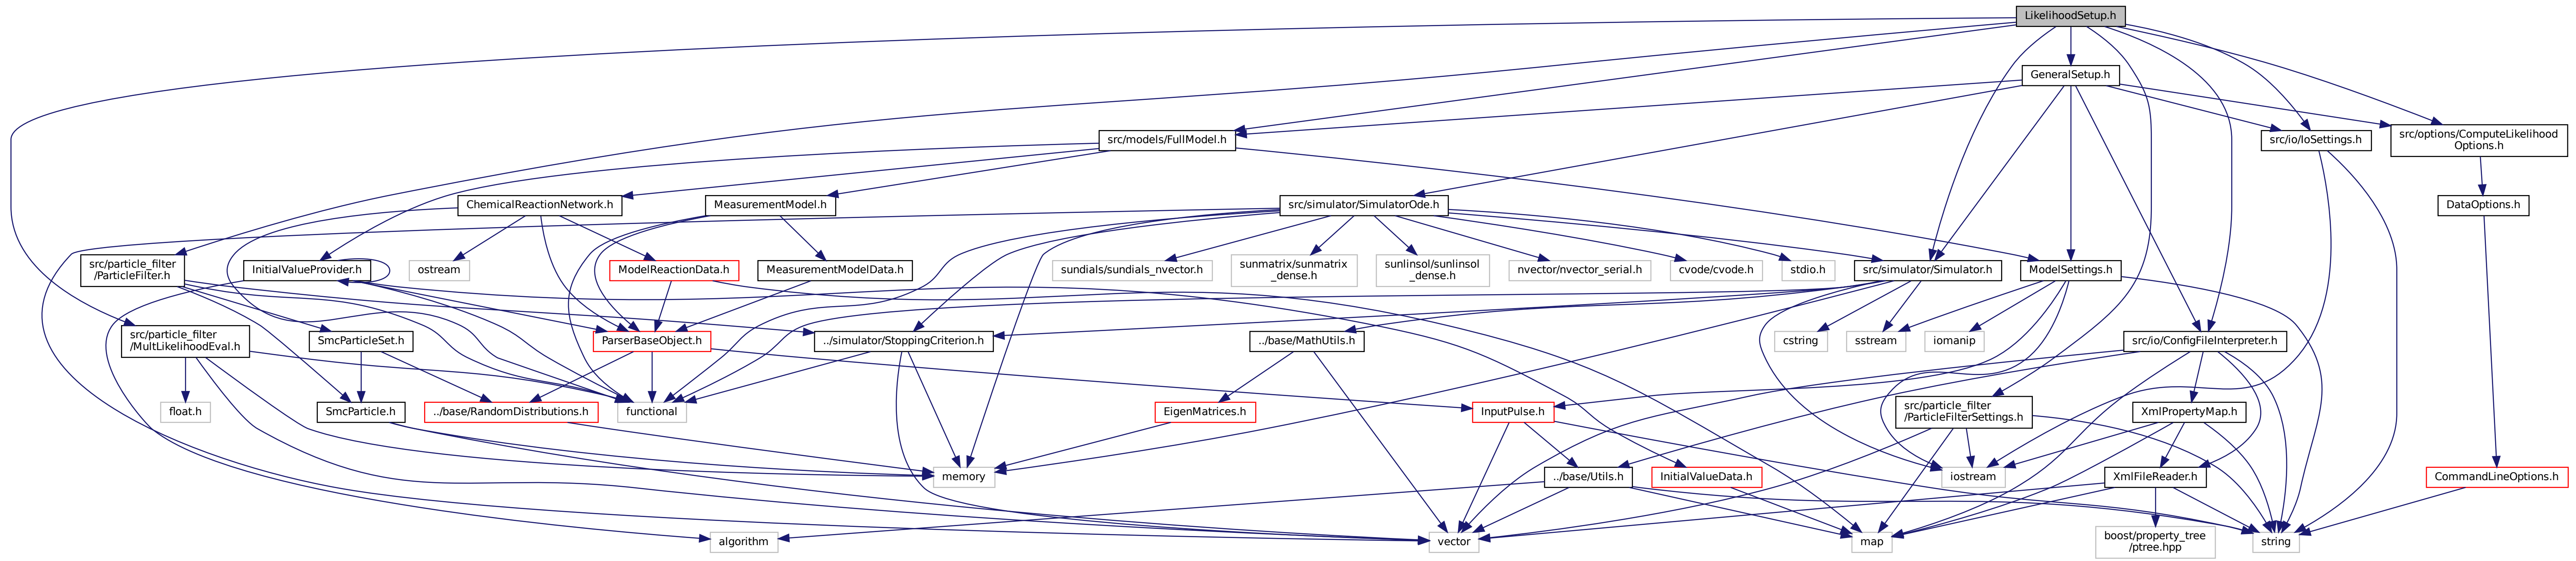 LikelihoodSetup.h
GeneralSetup.h
src/models/FullModel.h
src/io/IoSettings.h
src/options/ComputeLikelihood
Options.h
ChemicalReactionNetwork.h
MeasurementModel.h
src/simulator/SimulatorOde.h
DataOptions.h
src/particle_filter
/ParticleFilter.h
InitialValueProvider.h
ostream
ModelReactionData.h
MeasurementModelData.h
sundials/sundials_nvector.h
sunmatrix/sunmatrix
_dense.h
sunlinsol/sunlinsol
_dense.h
nvector/nvector_serial.h
cvode/cvode.h
stdio.h
src/simulator/Simulator.h
ModelSettings.h
src/particle_filter
/MultLikelihoodEval.h
SmcParticleSet.h
ParserBaseObject.h
../simulator/StoppingCriterion.h
../base/MathUtils.h
cstring
sstream
iomanip
src/io/ConfigFileInterpreter.h
float.h
SmcParticle.h
../base/RandomDistributions.h
functional
EigenMatrices.h
InputPulse.h
src/particle_filter
/ParticleFilterSettings.h
XmlPropertyMap.h
memory
../base/Utils.h
InitialValueData.h
iostream
XmlFileReader.h
CommandLineOptions.h
algorithm
vector
map
boost/property_tree
/ptree.hpp
string